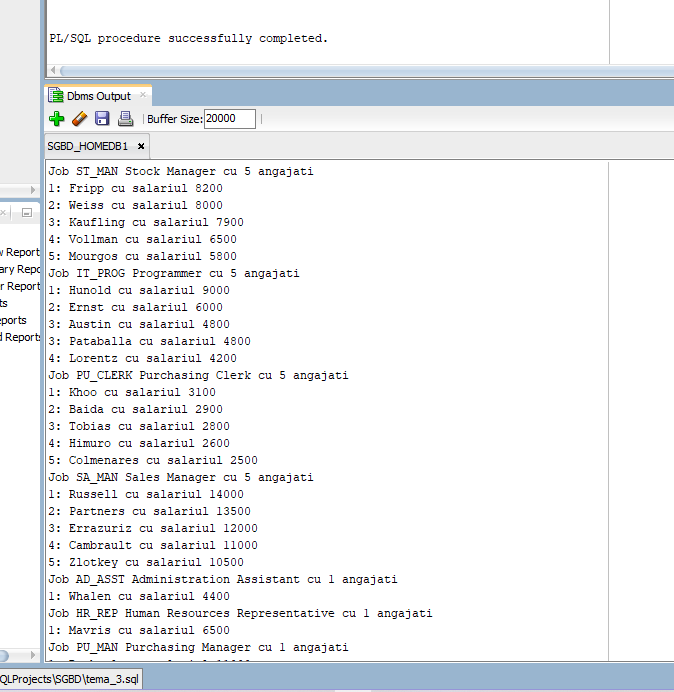 PL/SQL procedure successfully completed.
Dbms Output
Buffer Size: 20000
SGBD_HOMEDB1
Job ST_MAN Stock Manager cu 5 angajati
1: Fripp cu salariul 8200
2: Weiss cu salariul 8000
3: Kaufling cu salariul 7900
4: Vollman cu salariul 6500
5: Mourgos cu salariul 5800
Job IT_PROG Programmer cu 5 angajati
1: Hunold cu salariul 9000
2: Ernst cu salariul 6000
3: Austin cu salariul 4800
3: Pataballa cu salariul 4800
4: Lorentz cu salariul 4200
Job PU_CLERK Purchasing Clerk cu 5 angajati
1: Khoo cu salariul 3100
2: Baida cu salariul 2900
3: Tobias cu salariul 2800
4: Himuro cu salariul 2600
5: Colmenares cu salariul 2500
Job SA_MAN Sales Manager cu 5 angajati
1: Russell cu salariul 14000
2: Partners cu salariul 13500
3: Errazuriz cu salariul 12000
4: Cambrault cu salariul 11000
5: Zlotkey cu salariul 10500
Job AD_ASST Administration Assistant cu 1 angajati
1: Whalen cu salariul 4400
Job HR_REP Human Resources Representative cu 1 angajati
1: Mavris cu salariul 6500
Job PU_MAN Purchasing Manager cu 1 angajati
w Report
ary Repo
r Report
ts
eports
d Reports
QLProjects\SGBD\tema_3.sql